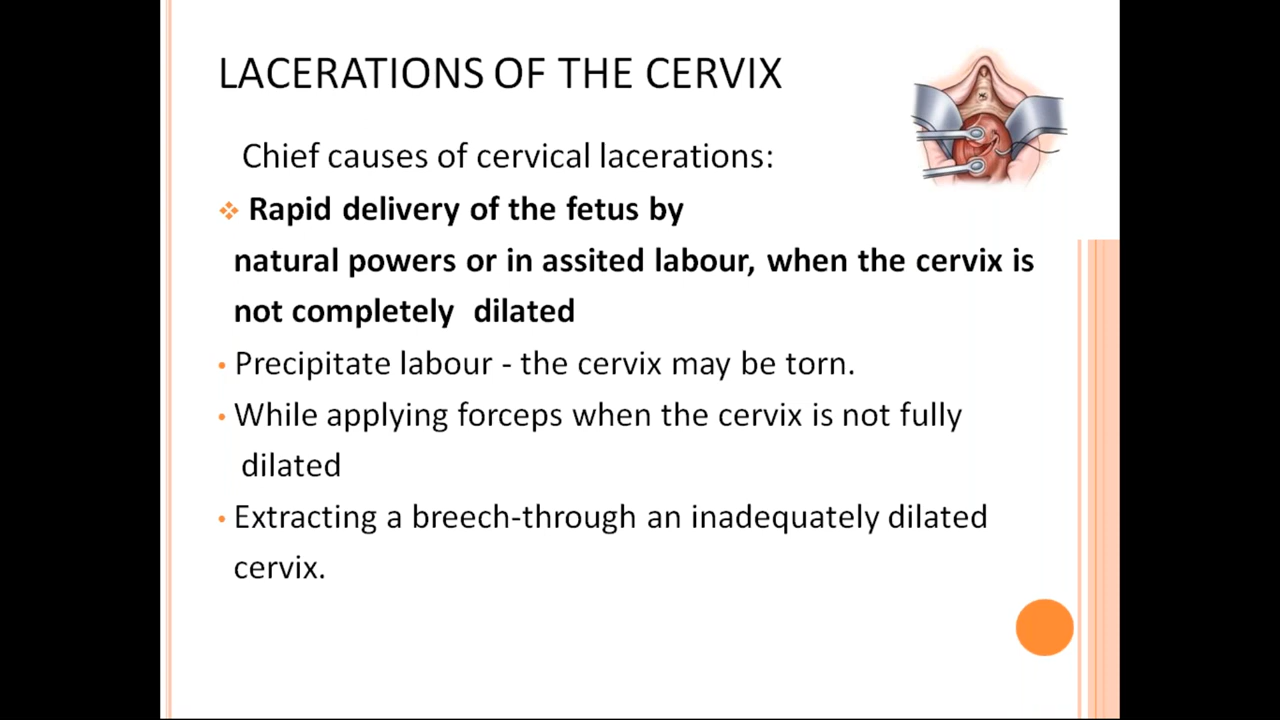 LACERATIONS OF THE CERVIX
Chief causes of cervical lacerations:
❖ Rapid delivery of the fetus by
natural powers or in assited labour, when the cervix is
not completely dilated
• Precipitate labour - the cervix may be torn.
• While applying forceps when the cervix is not fully
dilated
• Extracting a breech-through an inadequately dilated
cervix.